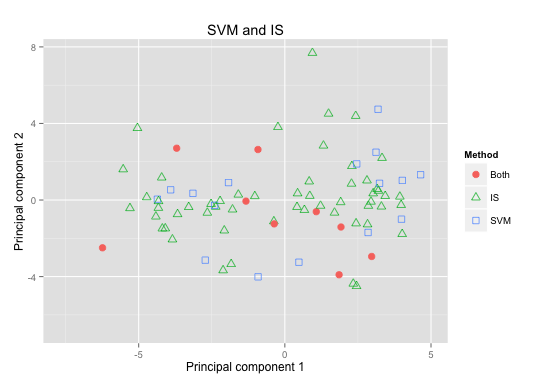 SVM and IS
8
4
0
-4
-5
0
5
Principal component 1
Principal component 2
Method
Both
IS
SVM